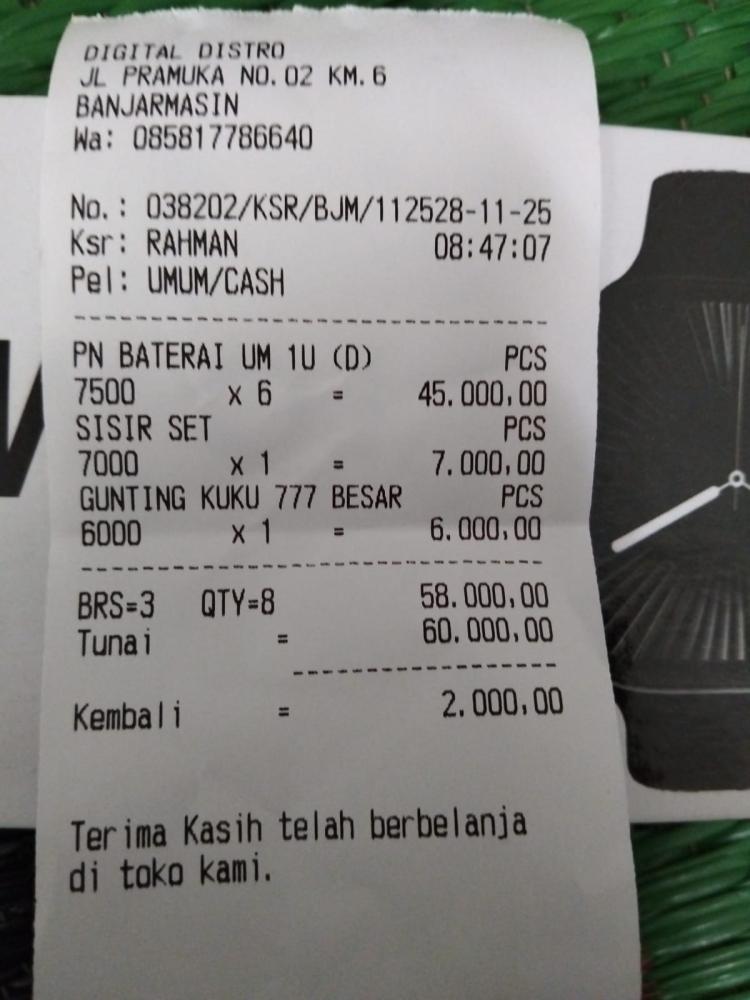 DIGITAL DISTRO
JL PRAMUKA NO.02 KM.6
BANJARMASIN
Wa: 085817786640
No.: 038202/KSR/BJM/112528-11-25
Ksr: RAHMAN 08:47:07
Pel: UMUM/CASH
PN BATERAI UM 1U (D) PCS
7500 x 6 = 45.000,00
SISIR SET PCS
7000 x 1 = 7.000,00
GUNTING KUKU 777 BESAR PCS
6000 x 1 = 6.000,00
BRS=3 QTY=8 58.000,00
Tunai = 60.000,00
Kembali = 2.000,00
Terima Kasih telah berbelanja
di toko kami.